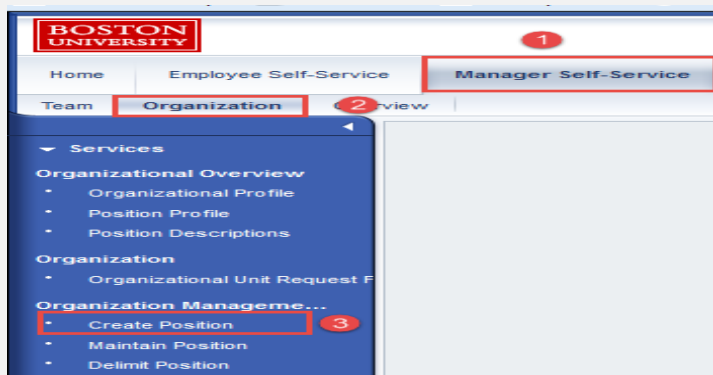 BOSTON
UNIVERSITY
1
Home Employee Self-Service Manager Self-Service
Team Organization 2 view
Services
Organizational Overview
Organizational Profile
Position Profile
Position Descriptions
Organization
Organizational Unit Request F
Organization Manageme...
Create Position 3
Maintain Position
Delimit Position